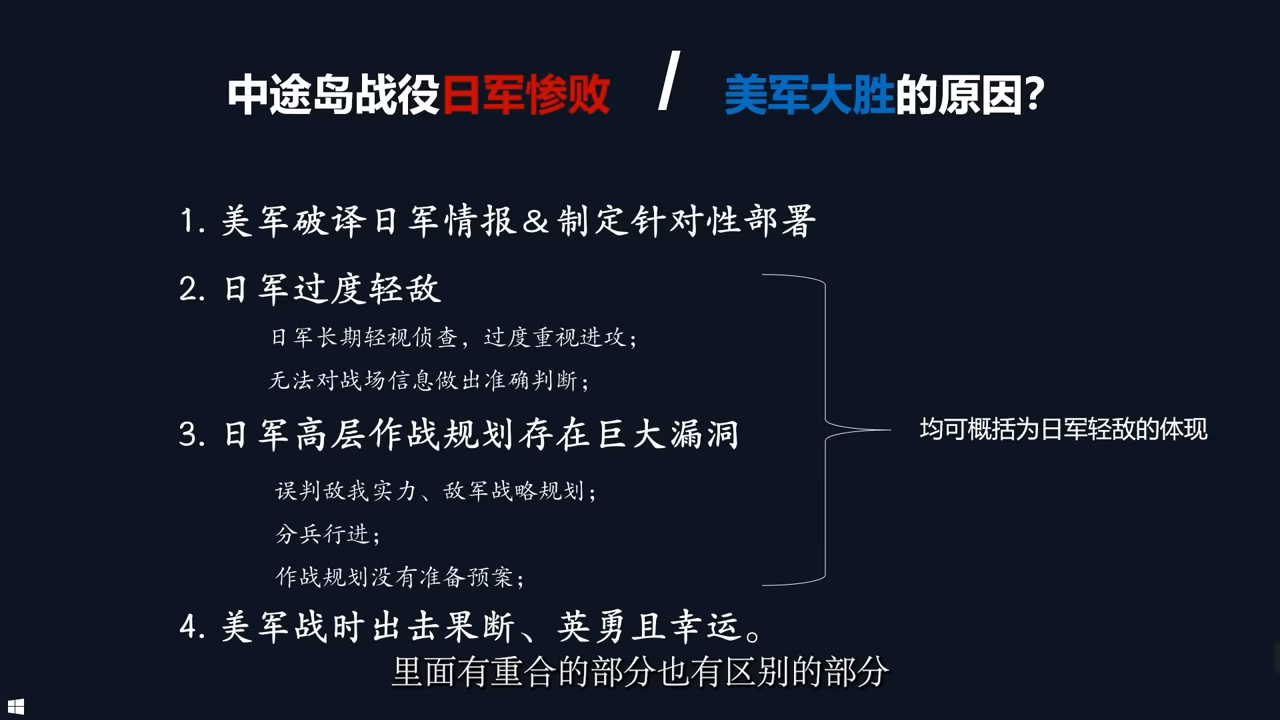 中途岛战役日军惨败 / 美军大胜的原因?
1. 美军破译日军情报&制定针对性部署
2. 日军过度轻敌
日军长期轻视侦查，过度重视进攻；
无法对战场信息做出准确判断；
3. 日军高层作战规划存在巨大漏洞
均可概括为日军轻敌的体现
误判敌我实力、敌军战略规划；
分兵行进；
作战规划没有准备预案；
4. 美军战时出击果断、英勇且幸运。
里面有重合的部分也有区别的部分